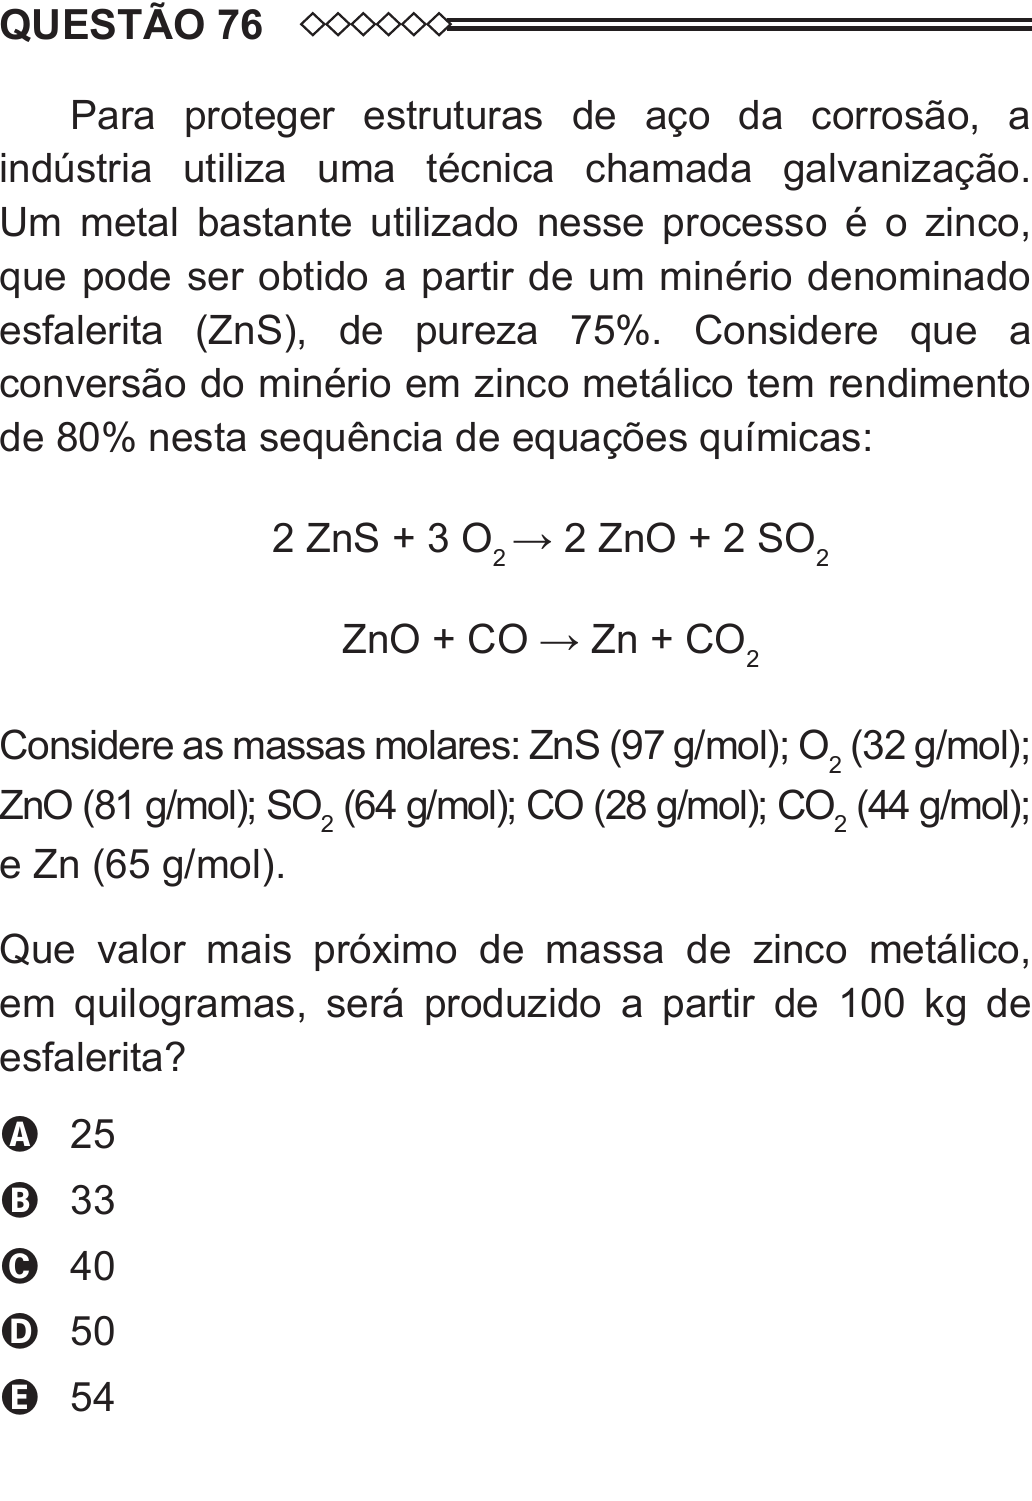 QUESTÃO 76
Para proteger estruturas de aço da corrosão, a
indústria utiliza uma técnica chamada galvanização.
Um metal bastante utilizado nesse processo é o zinco,
que pode ser obtido a partir de um minério denominado
esfalerita (ZnS), de pureza 75%. Considere que a
conversão do minério em zinco metálico tem rendimento
de 80% nesta sequência de equações químicas:
2 ZnS + 3 O₂ → 2 ZnO + 2 SO₂
ZnO + CO → Zn + CO₂
Considere as massas molares: ZnS (97 g/mol); O₂ (32 g/mol);
ZnO (81 g/mol); SO₂ (64 g/mol); CO (28 g/mol); CO₂ (44 g/mol);
e Zn (65 g/mol).
Que valor mais próximo de massa de zinco metálico,
em quilogramas, será produzido a partir de 100 kg de
esfalerita?
A 25
B 33
C 40
D 50
E 54